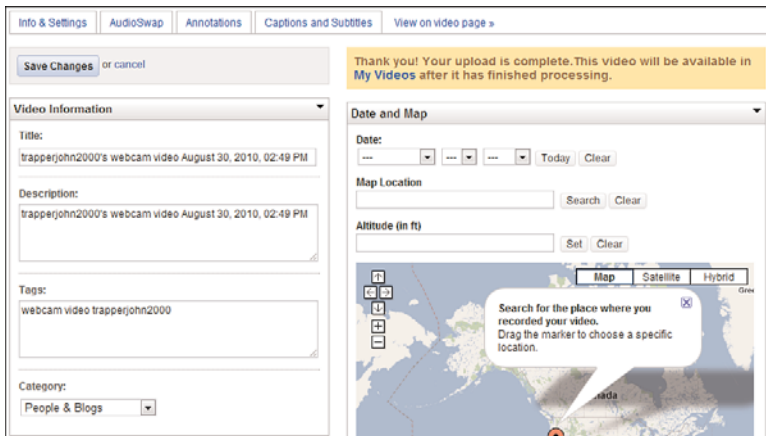 Info & Settings
AudioSwap
Annotations
Captions and Subtitles
View on video page »
Save Changes or cancel
Thank you! Your upload is complete.This video will be available in
My Videos after it has finished processing.
Video Information
Title:
trapperjohn2000's webcam video August 30, 2010, 02:49 PM
Description:
trapperjohn2000's webcam video August 30, 2010, 02:49 PM
Tags:
webcam video trapperjohn2000
Category:
People & Blogs
Date and Map
Date:
--- --- --- Today Clear
Map Location
Search Clear
Altitude (in ft)
Set Clear
Map Satellite Hybrid
Search for the place where you
recorded your video.
Drag the marker to choose a specific
location.